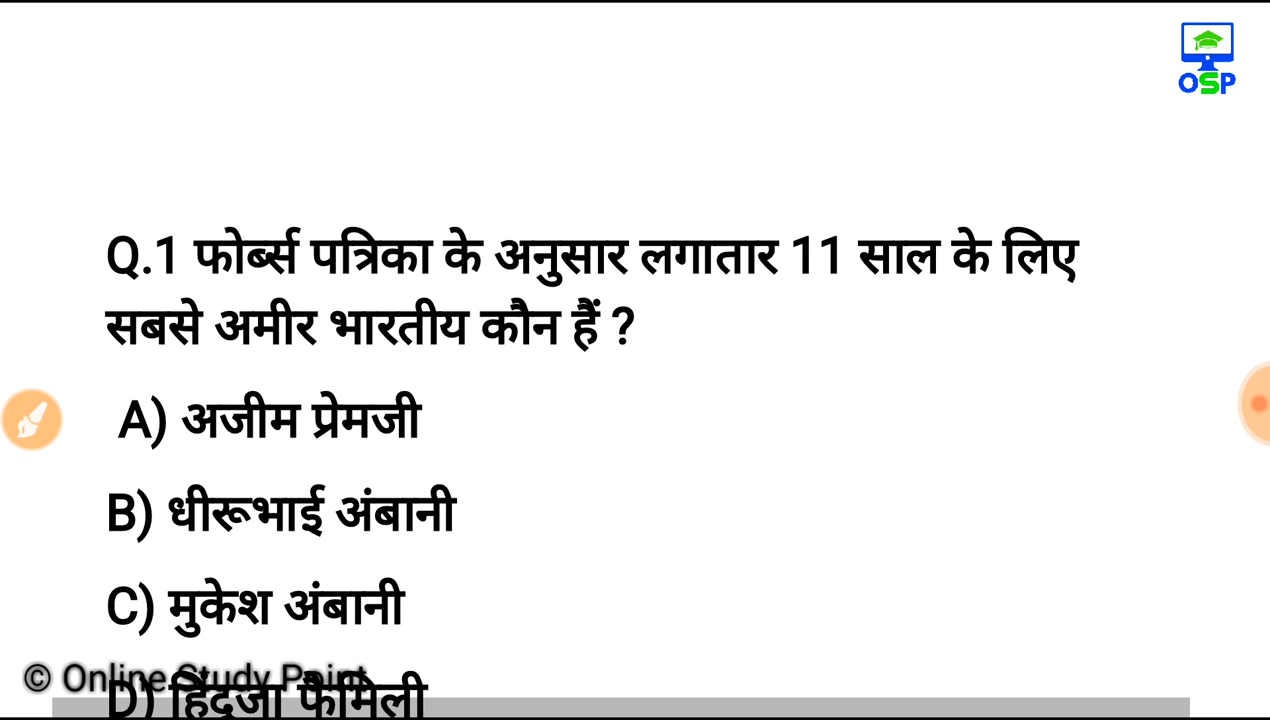 OSP
Q.1 फोर्ब्स पत्रिका के अनुसार लगातार 11 साल के लिए
सबसे अमीर भारतीय कौन हैं ?
A) अजीम प्रेमजी
B) धीरूभाई अंबानी
C) मुकेश अंबानी
© Online Study Point
D) हिंदूजा फैमिली